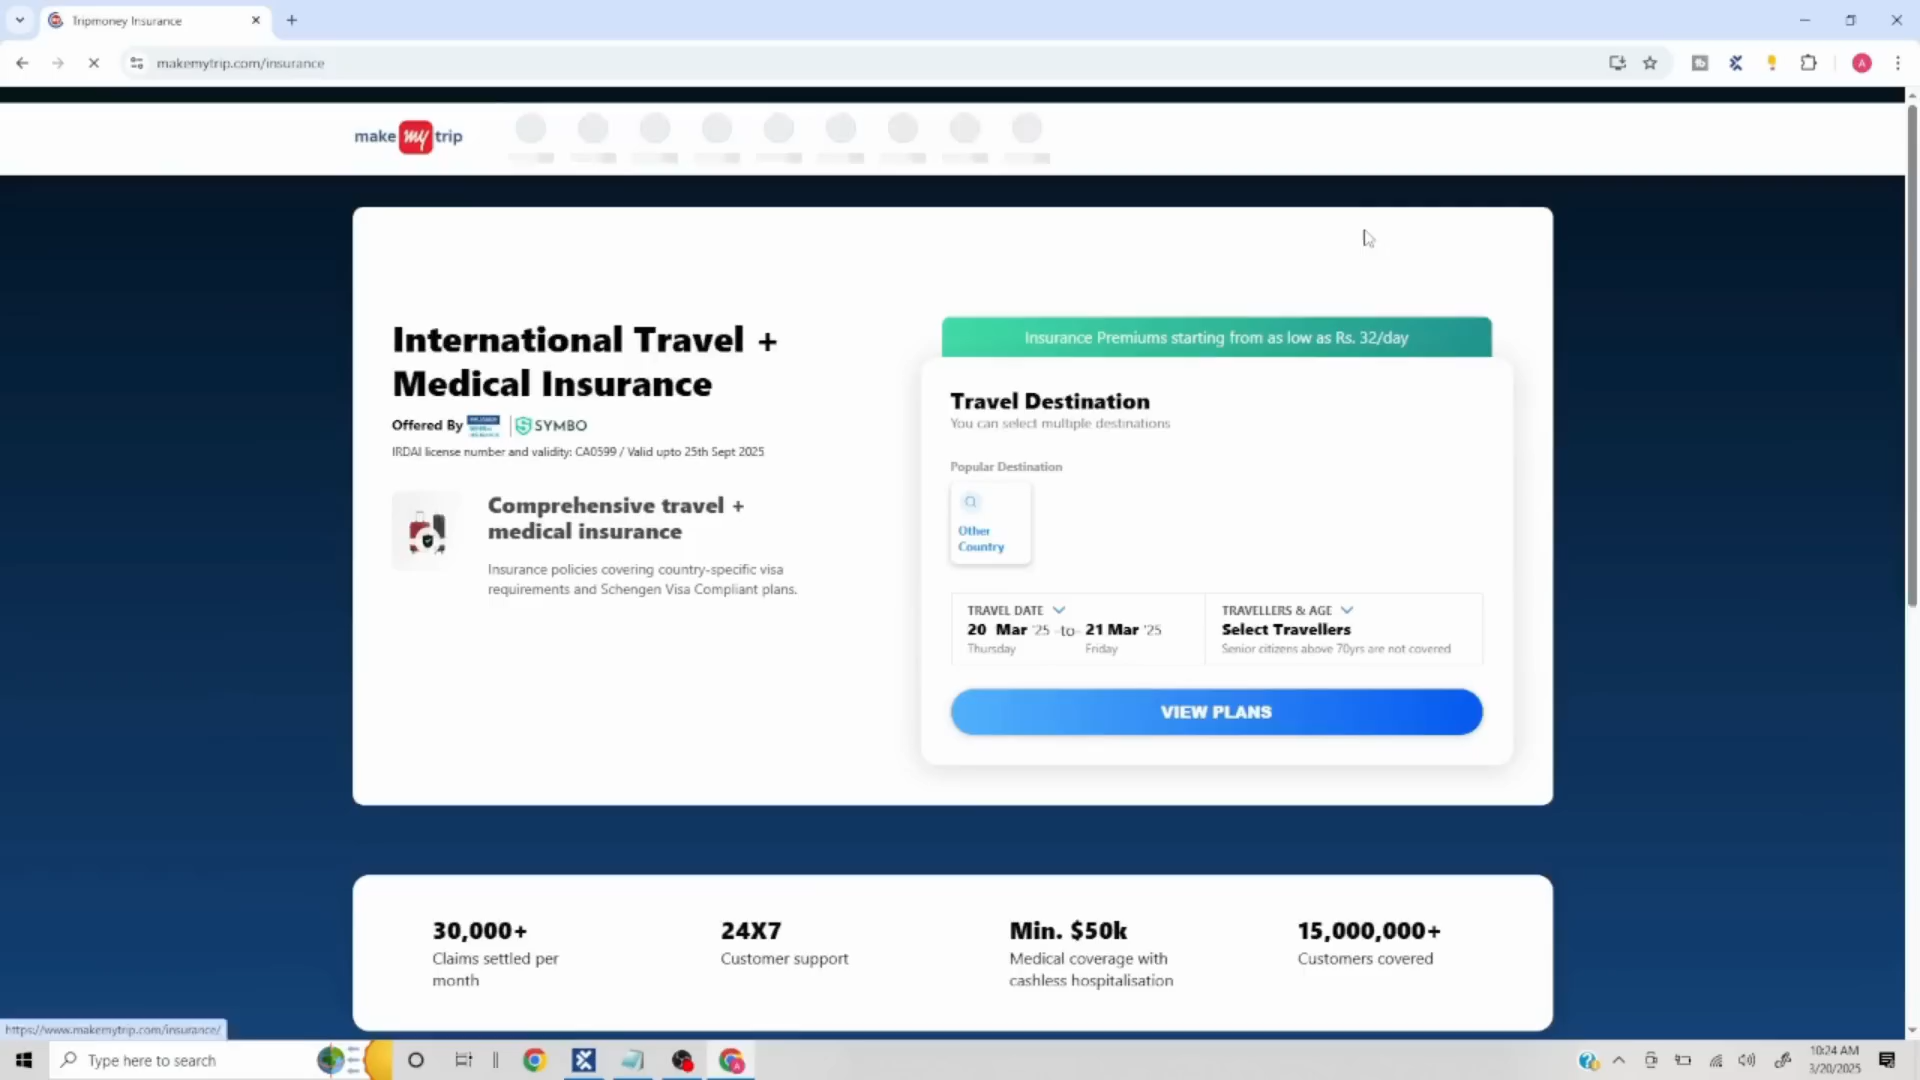 Tripmoney Insurance
makemytrip.com/insurance
make my trip
International Travel +
Medical Insurance
Offered By SYMBO
IRDAI license number and validity: CA0599 / Valid upto 25th Sept 2025
Comprehensive travel +
medical insurance
Insurance policies covering country-specific visa
requirements and Schengen Visa Compliant plans.
Insurance Premiums starting from as low as Rs. 32/day
Travel Destination
You can select multiple destinations
Popular Destination
Other
Country
TRAVEL DATE
20 Mar '25 -to- 21 Mar '25
Thursday Friday
TRAVELLERS & AGE
Select Travellers
Senior citizens above 70yrs are not covered
VIEW PLANS
30,000+
Claims settled per
month
24X7
Customer support
Min. $50k
Medical coverage with
cashless hospitalisation
15,000,000+
Customers covered
https://www.makemytrip.com/insurance/
Type here to search
10:24 AM
3/20/2025